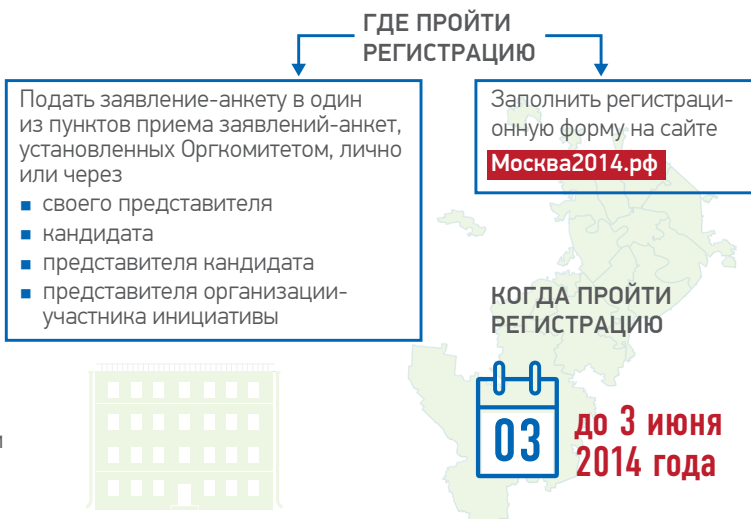 ГДЕ ПРОЙТИ
РЕГИСТРАЦИЮ
Подать заявление-анкету в один
из пунктов приема заявлений-анкет,
установленных Оргкомитетом, лично
или через
■ своего представителя
■ кандидата
■ представителя кандидата
■ представителя организации-
участника инициативы
Заполнить регистраци-
онную форму на сайте
Москва2014.рф
КОГДА ПРОЙТИ
РЕГИСТРАЦИЮ
03
до 3 июня
2014 года
и